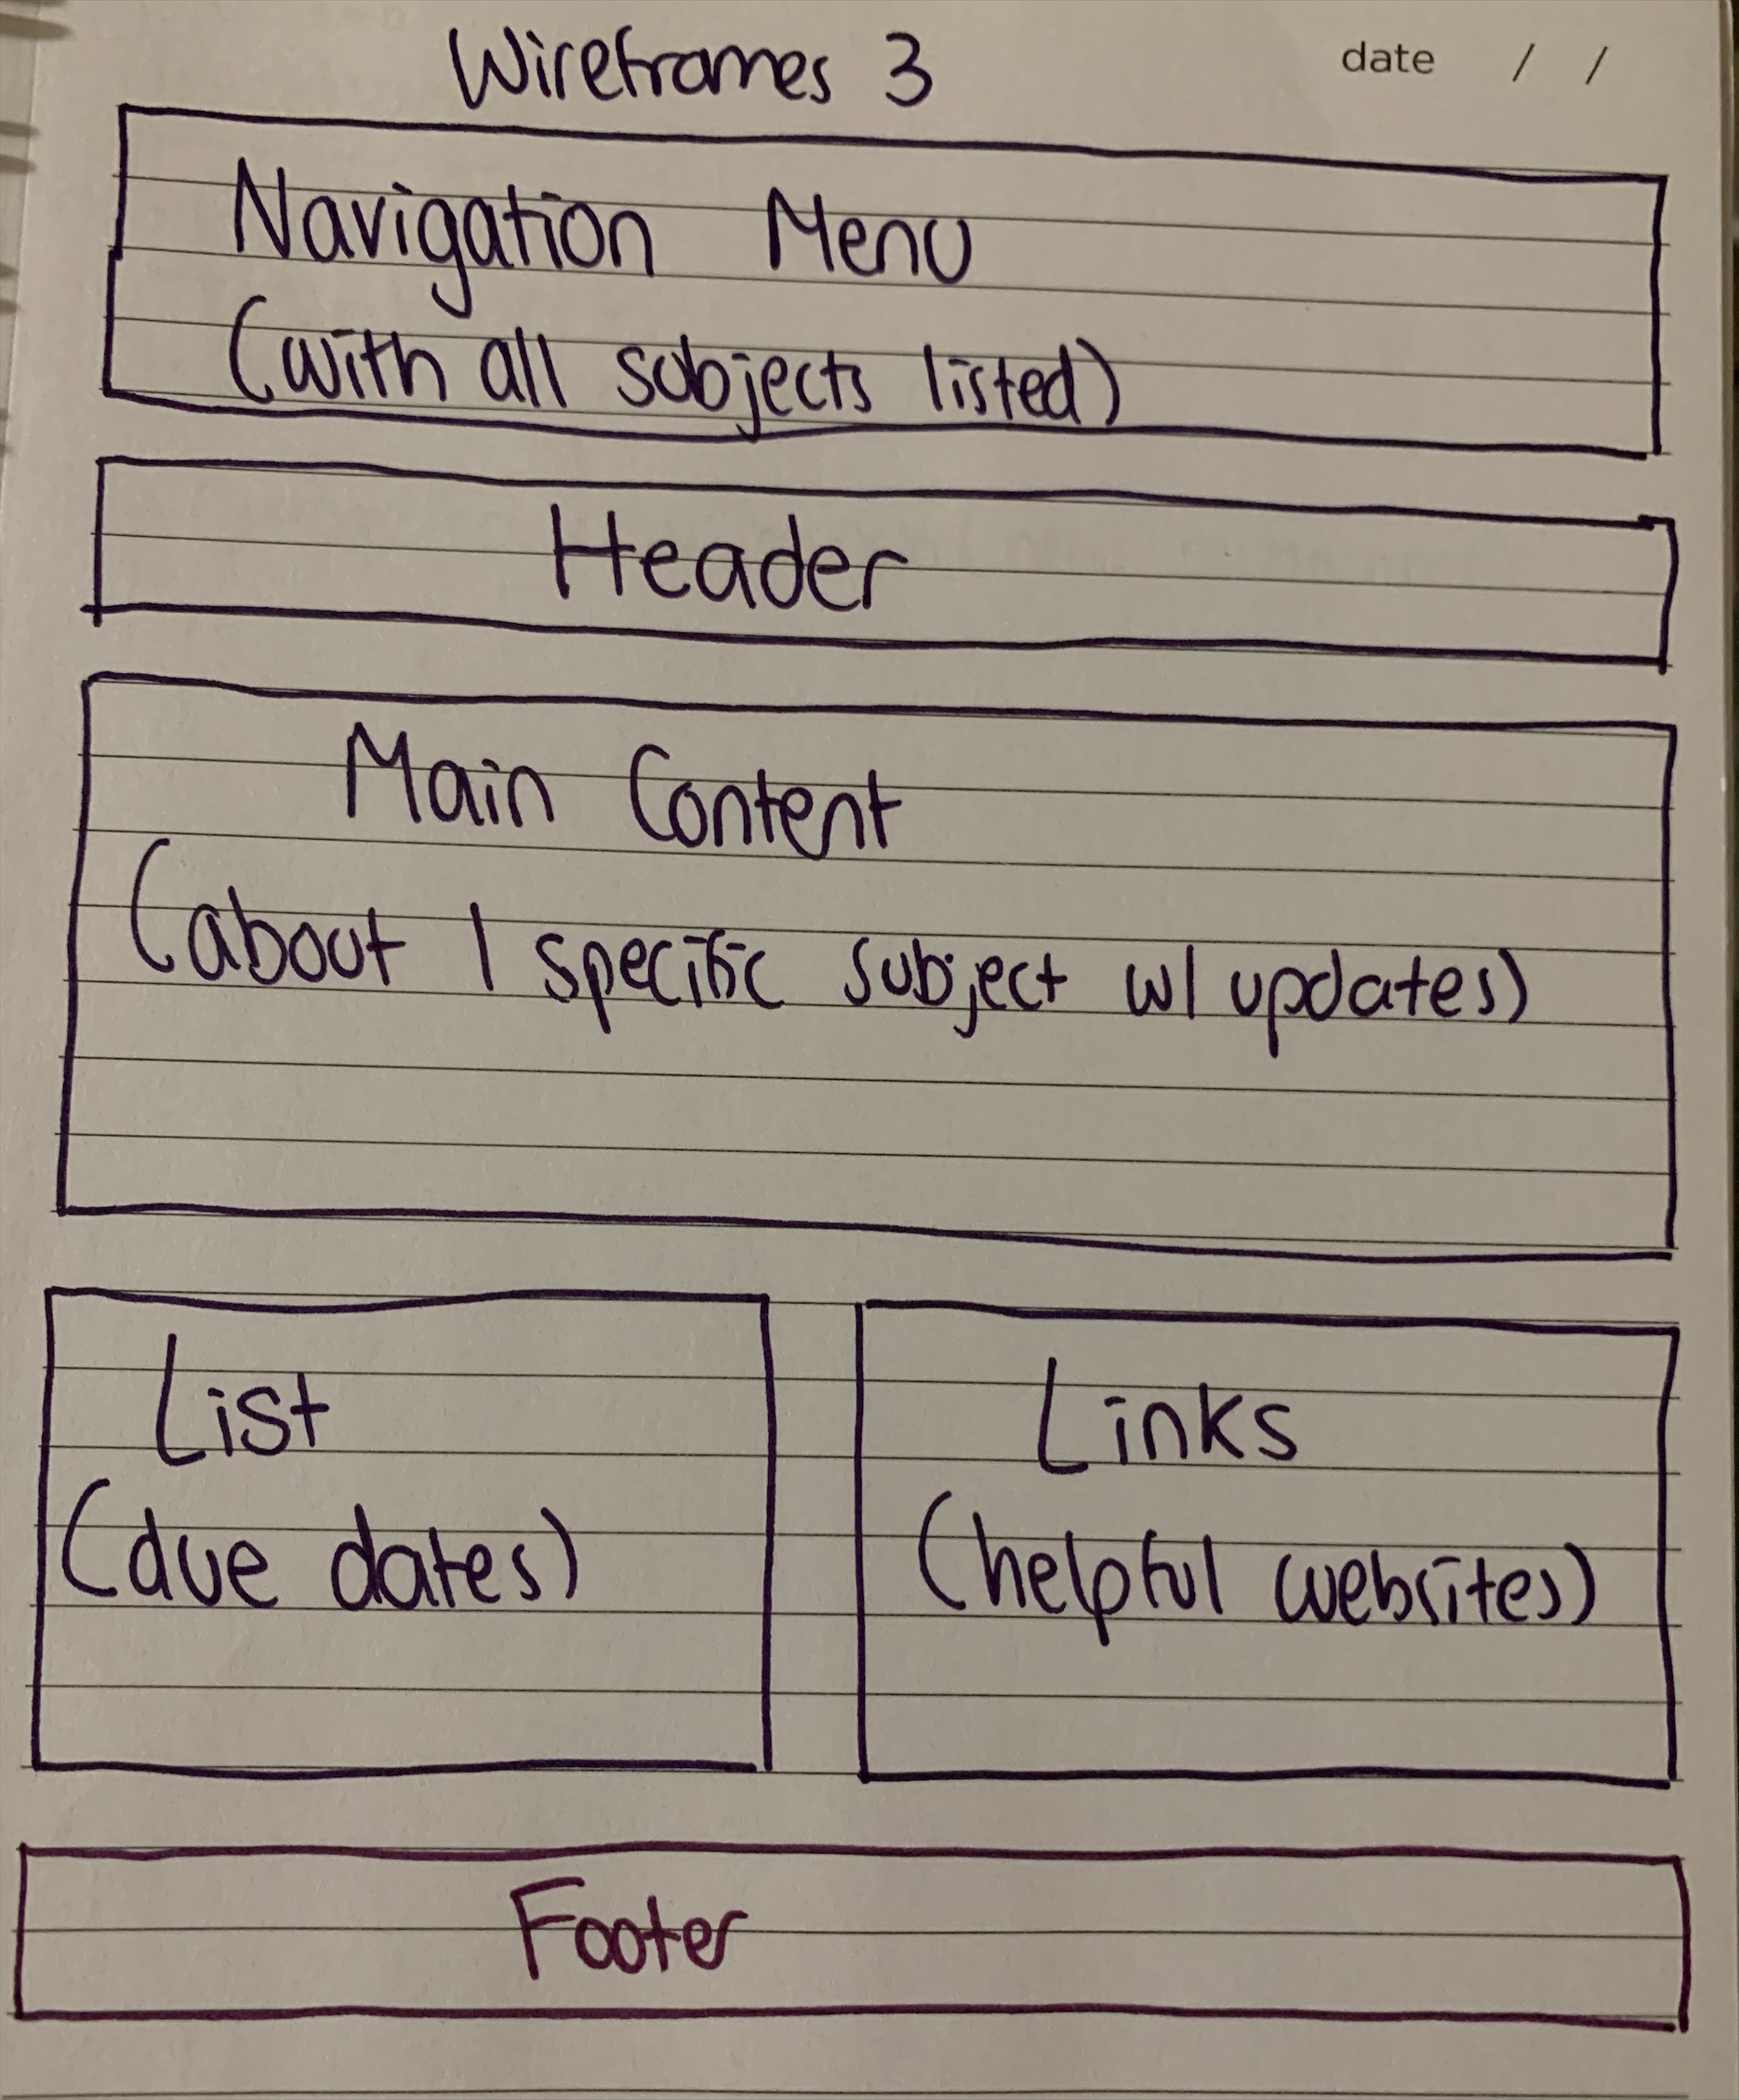 Wireframes 3
date / /
Navigation Menu
(with all subjects listed)
Header
Main Content
(about 1 specific subject w/ updates)
List
(due dates)
Links
(helpful websites)
Footer